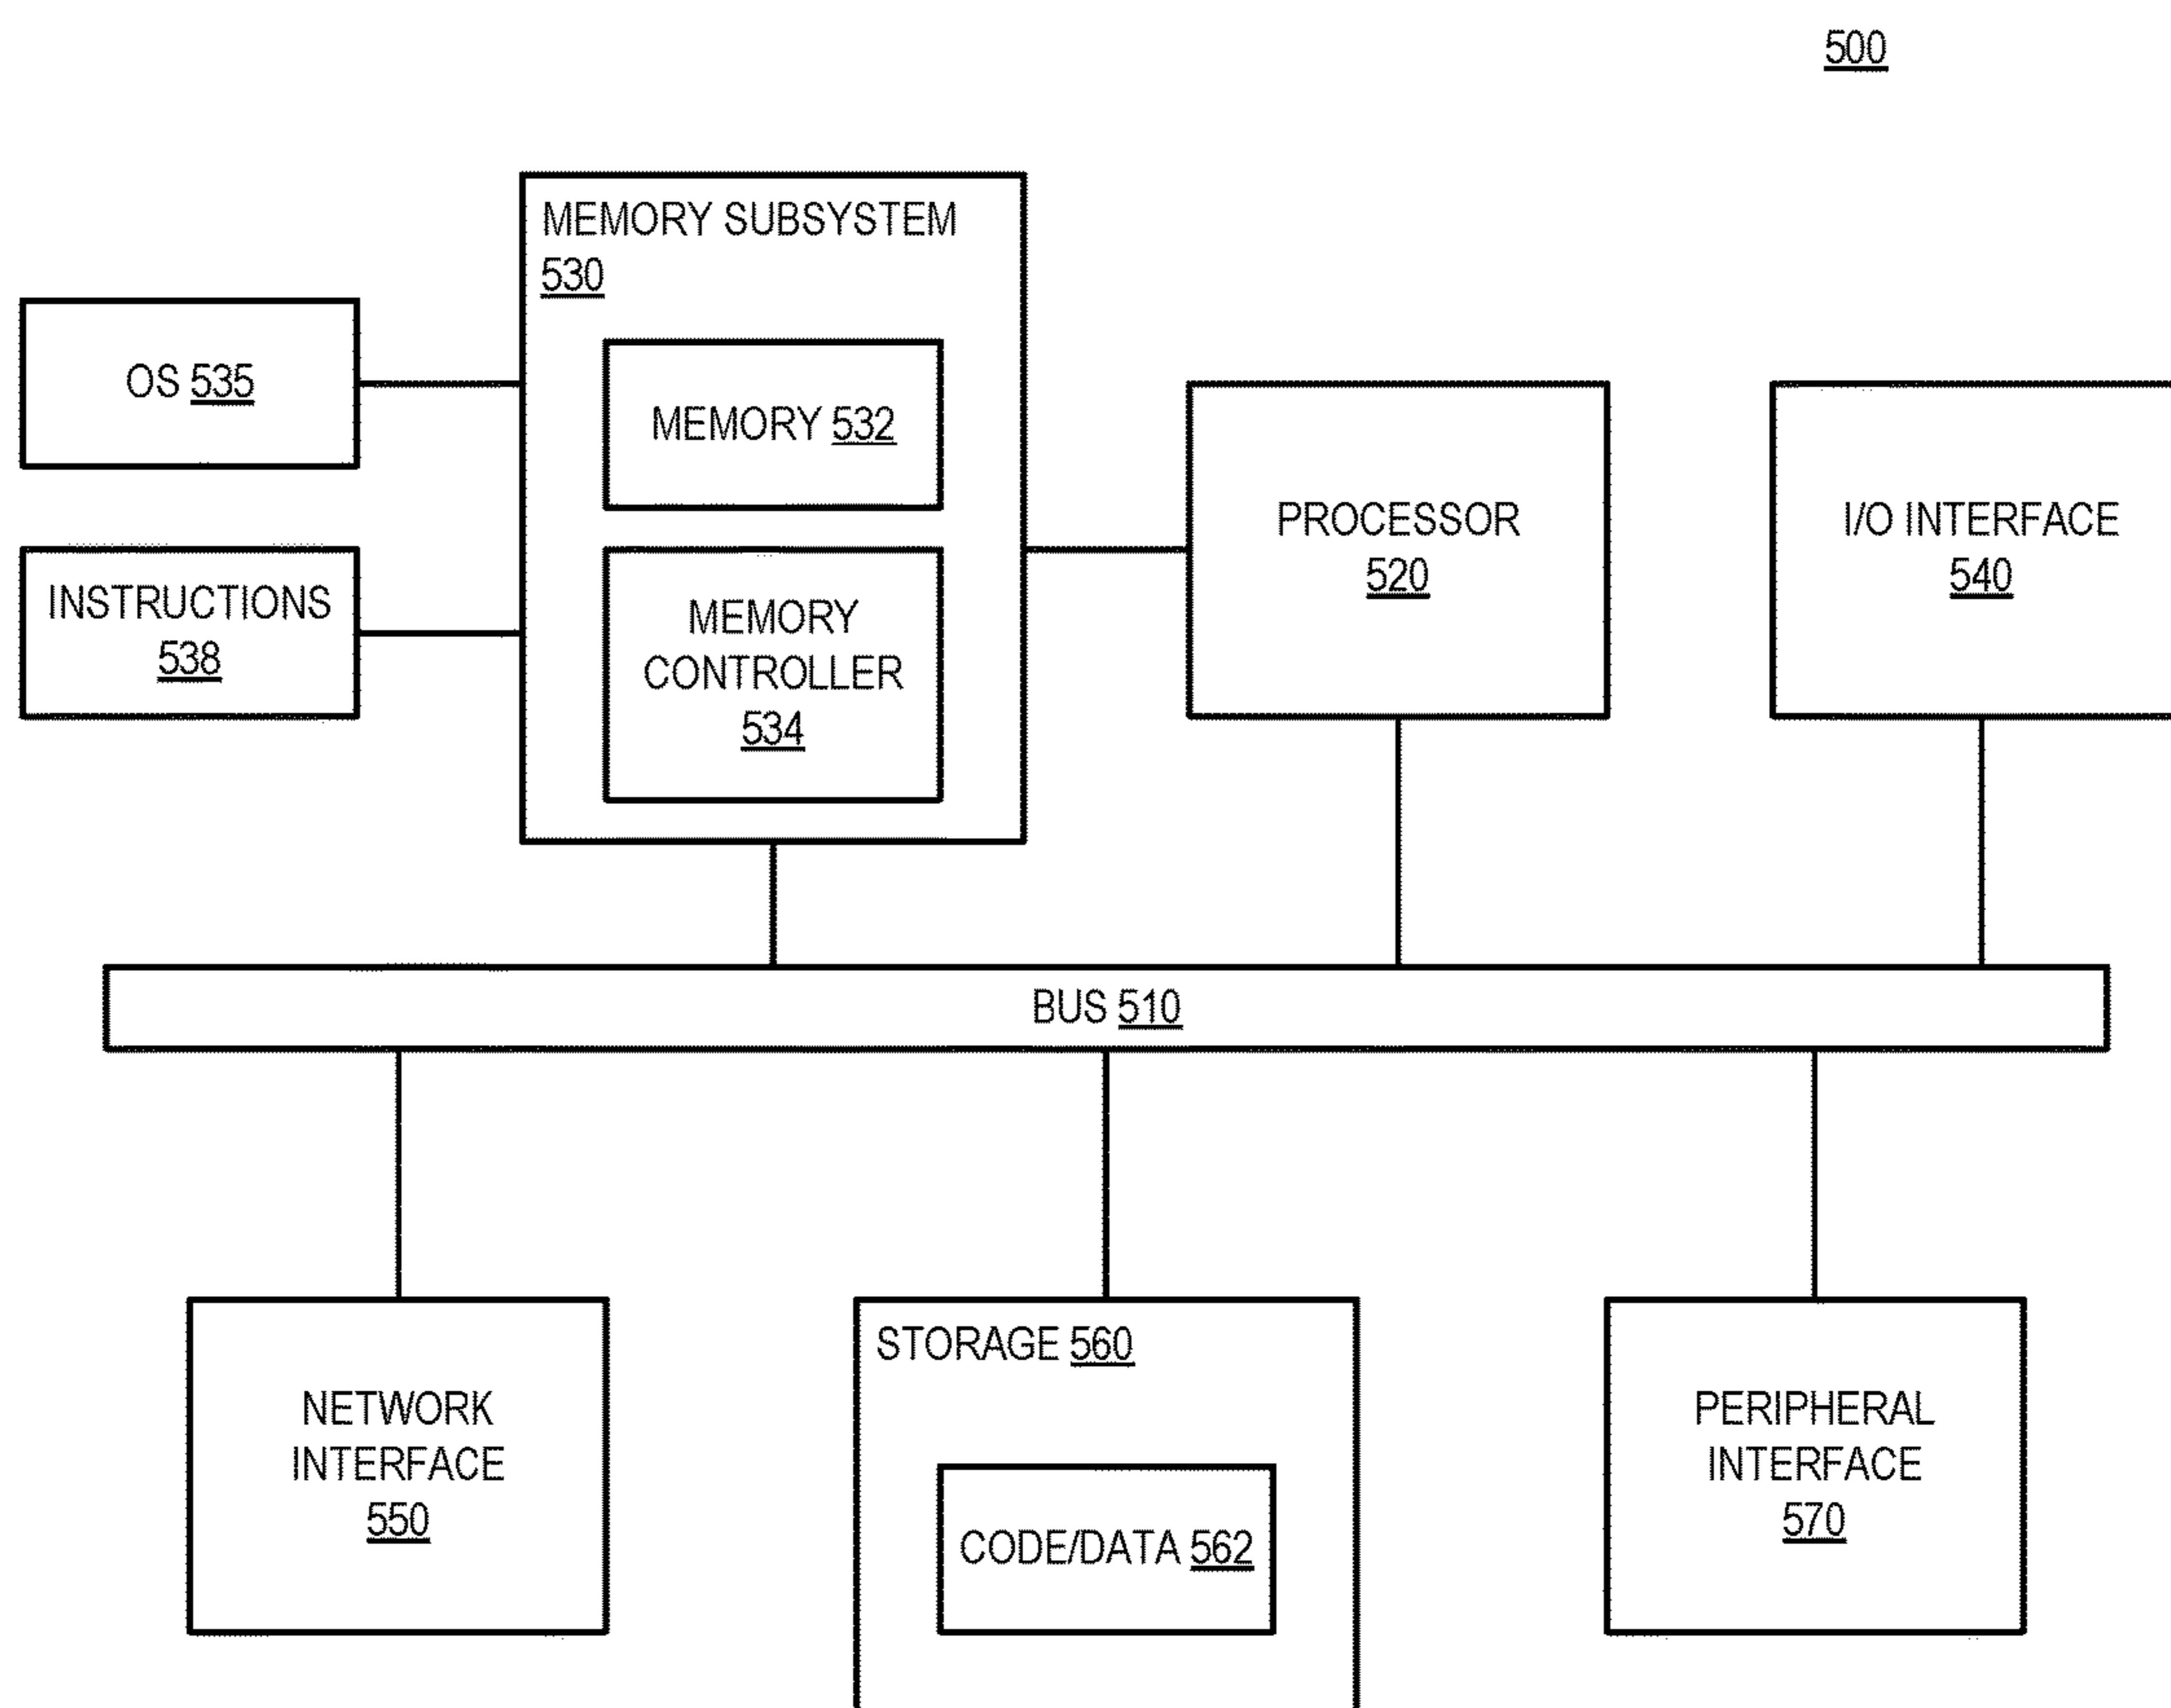 500
MEMORY SUBSYSTEM
530
OS 535
MEMORY 532
INSTRUCTIONS
538
MEMORY
CONTROLLER
534
PROCESSOR
520
I/O INTERFACE
540
BUS 510
NETWORK
INTERFACE
550
STORAGE 560
CODE/DATA 562
PERIPHERAL
INTERFACE
570